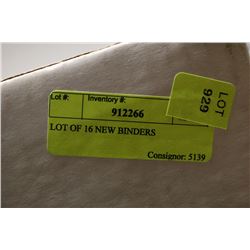 Lot #:
Inventory #:
912266
LOT OF 16 NEW BINDERS
Consignor: 5139
LOT
929